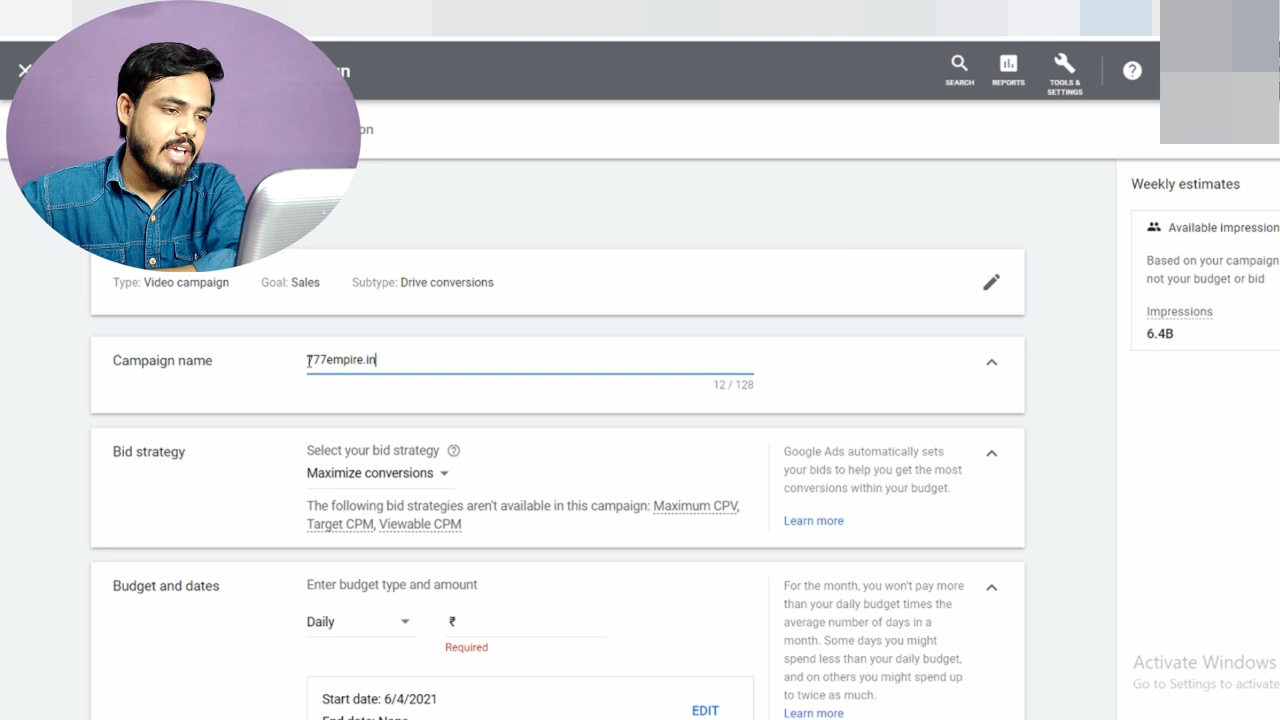 n
SEARCH
REPORTS
TOOLS &
SETTINGS
on
Weekly estimates
Available impression
Based on your campaign
not your budget or bid
Impressions
6.4B
Type: Video campaign Goal: Sales Subtype: Drive conversions
Campaign name
777empire.in
12 / 128
Bid strategy
Select your bid strategy
Maximize conversions
The following bid strategies aren't available in this campaign: Maximum CPV,
Target CPM, Viewable CPM
Google Ads automatically sets
your bids to help you get the most
conversions within your budget.
Learn more
Budget and dates
Enter budget type and amount
Daily
₹
Required
For the month, you won't pay more
than your daily budget times the
average number of days in a
month. Some days you might
spend less than your daily budget,
and on others you might spend up
to twice as much.
Learn more
Start date: 6/4/2021
End date: None
EDIT
Activate Windows
Go to Settings to activate